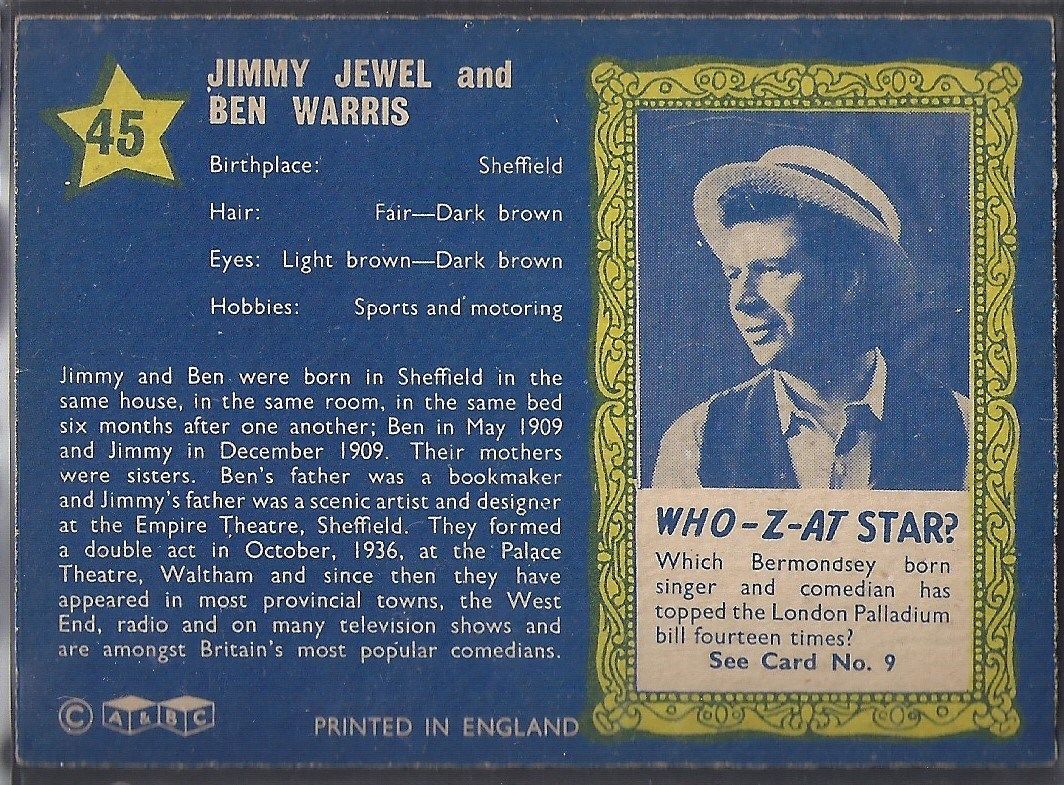 45
JIMMY JEWEL and
BEN WARRIS
Birthplace: Sheffield
Hair: Fair—Dark brown
Eyes: Light brown—Dark brown
Hobbies: Sports and motoring
Jimmy and Ben were born in Sheffield in the
same house, in the same room, in the same bed
six months after one another; Ben in May 1909
and Jimmy in December 1909. Their mothers
were sisters. Ben's father was a bookmaker
and Jimmy's father was a scenic artist and designer
at the Empire Theatre, Sheffield. They formed
a double act in October, 1936, at the Palace
Theatre, Waltham and since then they have
appeared in most provincial towns, the West
End, radio and on many television shows and
are amongst Britain's most popular comedians.
© A & B C
PRINTED IN ENGLAND
WHO-Z-AT STAR?
Which Bermondsey born
singer and comedian has
topped the London Palladium
bill fourteen times?
See Card No. 9